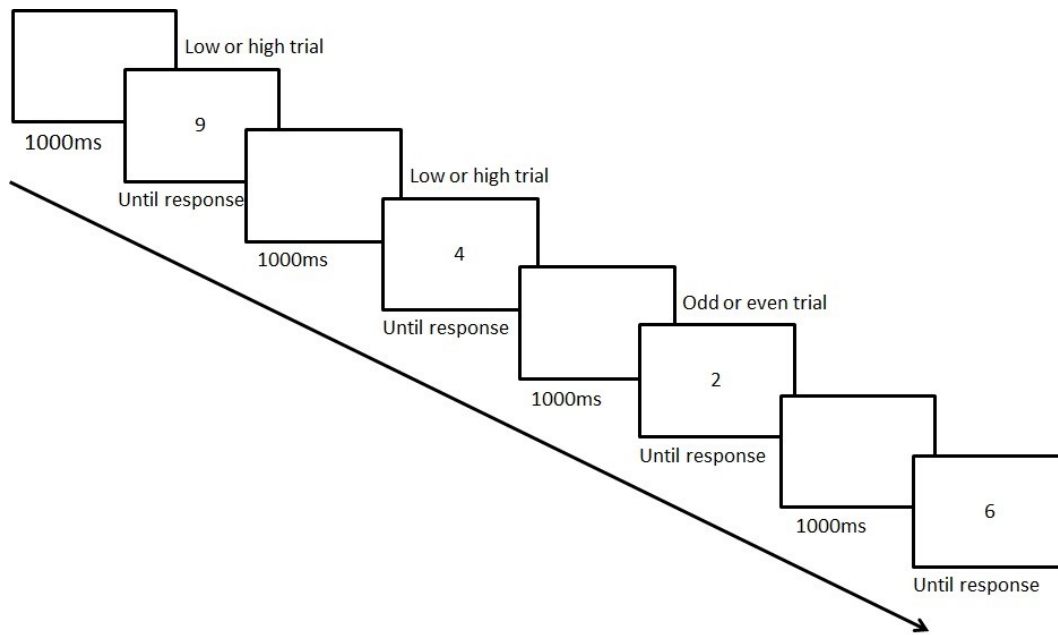 Low or high trial
9
1000ms
Until response
Low or high trial
4
1000ms
Until response
Odd or even trial
2
1000ms
Until response
6
1000ms
Until response